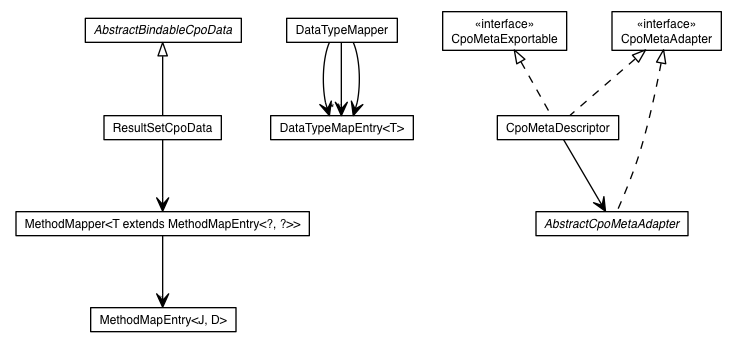 AbstractBindableCpoData
DataTypeMapper
«interface»
CpoMetaExportable
«interface»
CpoMetaAdapter
ResultSetCpoData
DataTypeMapEntry<T>
CpoMetaDescriptor
MethodMapper<T extends MethodMapEntry<?, ?>>
AbstractCpoMetaAdapter
MethodMapEntry<J, D>